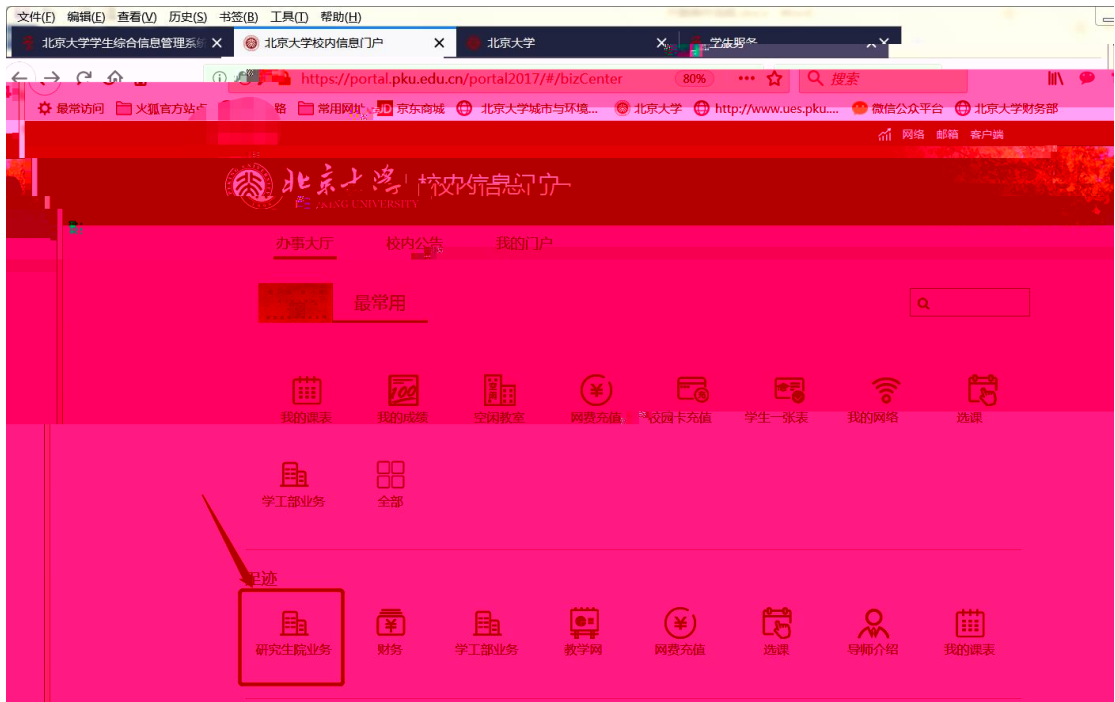 文件(F) 编辑(E) 查看(V) 历史(S) 书签(B) 工具(T) 帮助(H)
北京大学学生综合信息管理系统 北京大学校内信息门户 北京大学
https://portal.pku.edu.cn/portal2017/#/bizCenter 80% 搜索
最常访问 火狐官方站点 常用网址 JD 京东商城 北京大学城市与环境... 北京大学 http://www.ues.pku.... 微信公众平台 北京大学财务部
网络 邮箱 客户端
北京大学 校内信息门户
UNIVERSITY
办事大厅 校内公告 我的门户
最常用
我的课表 我的成绩 空闲教室 网费充值 校园卡充值 学生一张表 我的网络 选课
学工部业务 全部
足迹
研究生院业务 财务 学工部业务 教学网 网费充值 选课 导师介绍 我的课表